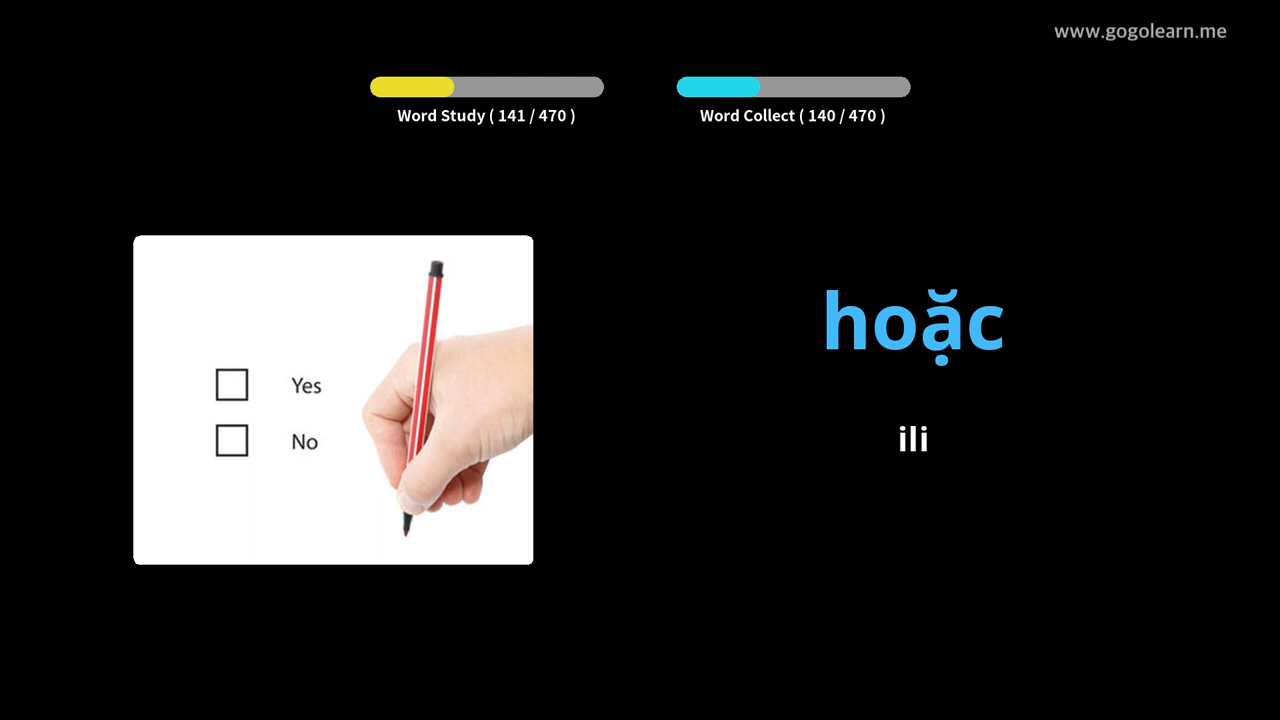 www.gogolearn.me
Word Study ( 141 / 470 )
Word Collect ( 140 / 470 )
Yes
No
hoặc
ili